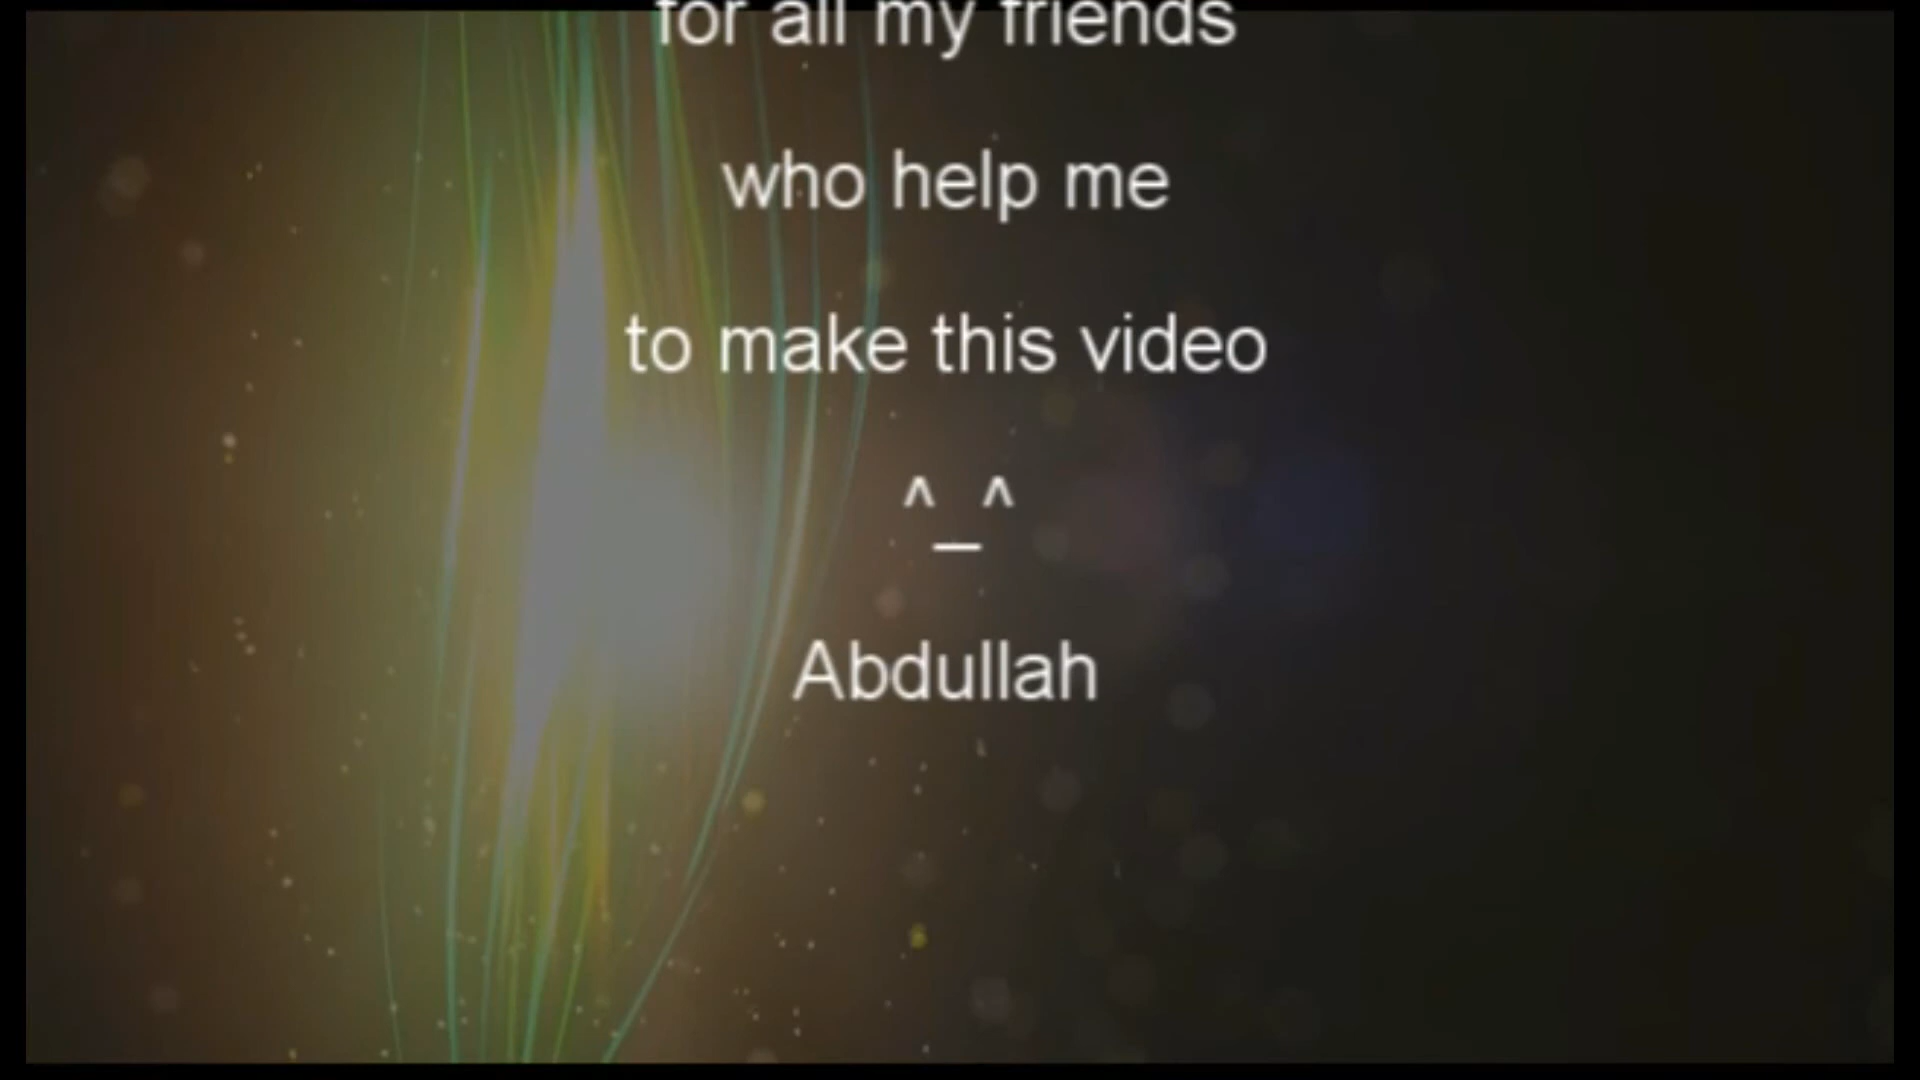 for all my friends
who help me
to make this video
^_^
Abdullah